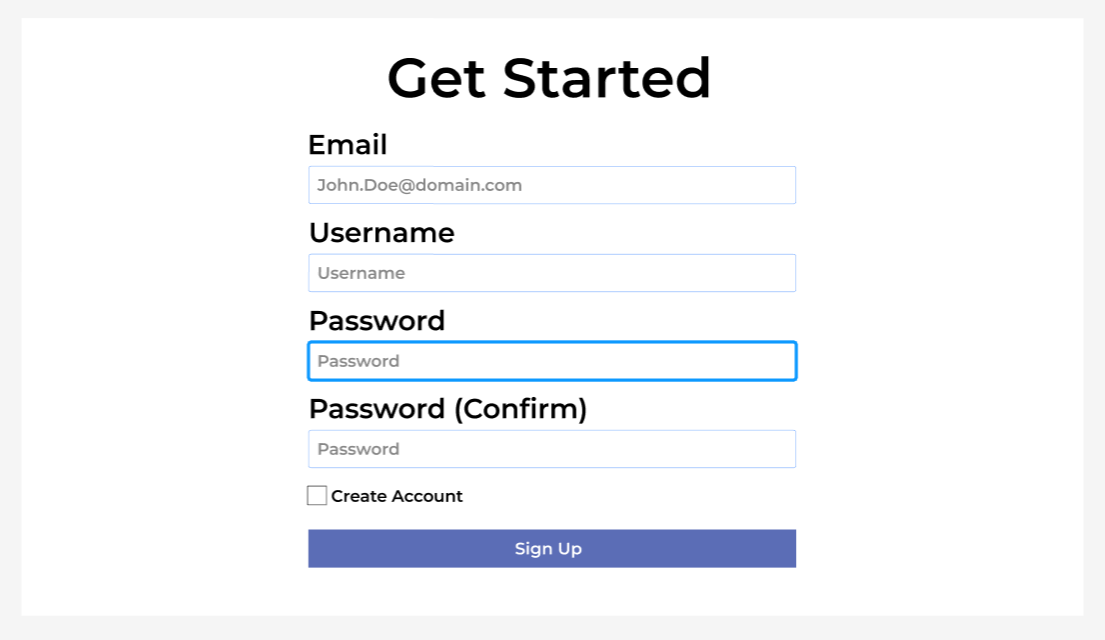 Get Started
Email
John.Doe@domain.com
Username
Username
Password
Password
Password (Confirm)
Password
Create Account
Sign Up